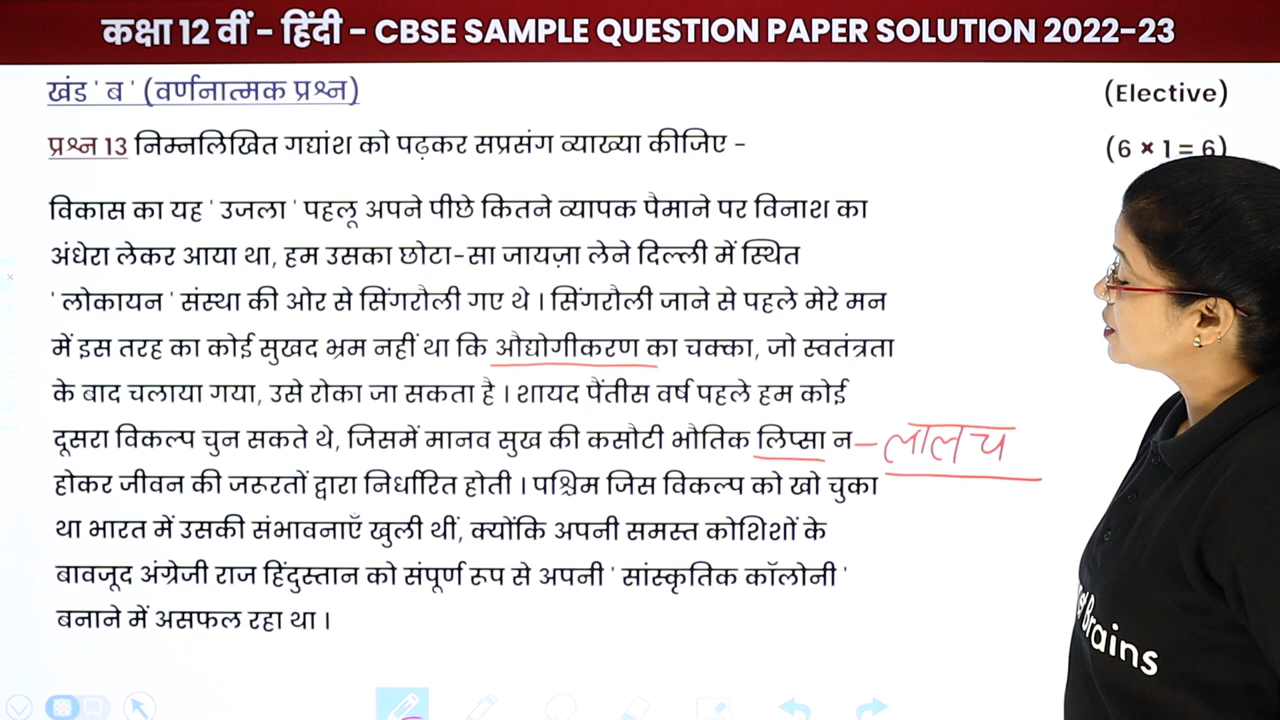 कक्षा 12 वीं - हिंदी - CBSE SAMPLE QUESTION PAPER SOLUTION 2022-23
खंड ' ब ' (वर्णनात्मक प्रश्न)
(Elective)
प्रश्न 13 निम्नलिखित गद्यांश को पढ़कर सप्रसंग व्याख्या कीजिए -
(6 × 1 = 6)
विकास का यह ' उजला ' पहलू अपने पीछे कितने व्यापक पैमाने पर विनाश का
अंधेरा लेकर आया था, हम उसका छोटा-सा जायज़ा लेने दिल्ली में स्थित
' लोकायन ' संस्था की ओर से सिंगरौली गए थे । सिंगरौली जाने से पहले मेरे मन
में इस तरह का कोई सुखद भ्रम नहीं था कि औद्योगीकरण का चक्का, जो स्वतंत्रता
के बाद चलाया गया, उसे रोका जा सकता है । शायद पैंतीस वर्ष पहले हम कोई
दूसरा विकल्प चुन सकते थे, जिसमें मानव सुख की कसौटी भौतिक लिप्सा न - लालच
होकर जीवन की जरूरतों द्वारा निर्धारित होती । पश्चिम जिस विकल्प को खो चुका
था भारत में उसकी संभावनाएँ खुली थीं, क्योंकि अपनी समस्त कोशिशों के
बावजूद अंग्रेजी राज हिंदुस्तान को संपूर्ण रूप से अपनी ' सांस्कृतिक कॉलोनी '
बनाने में असफल रहा था ।
Brains